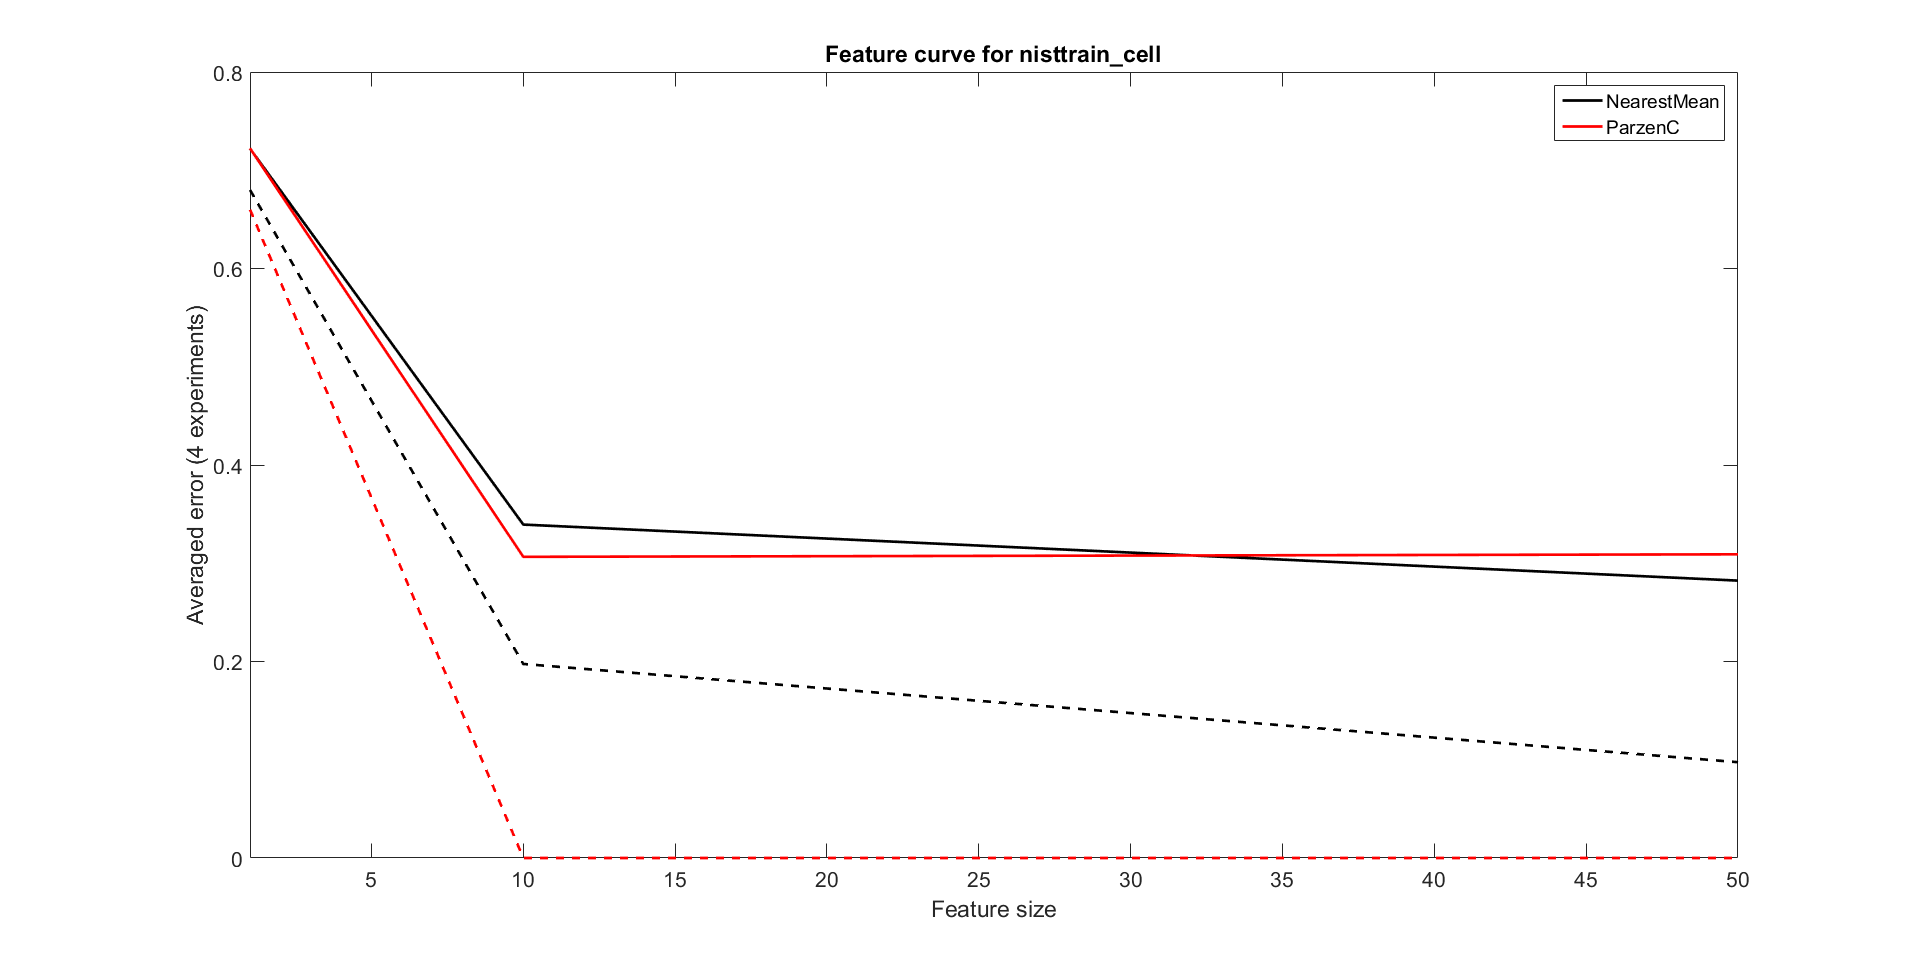 Feature curve for nisttrain_cell
NearestMean
ParzenC
Averaged error (4 experiments)
0.8
0.6
0.4
0.2
0
5 10 15 20 25 30 35 40 45 50
Feature size